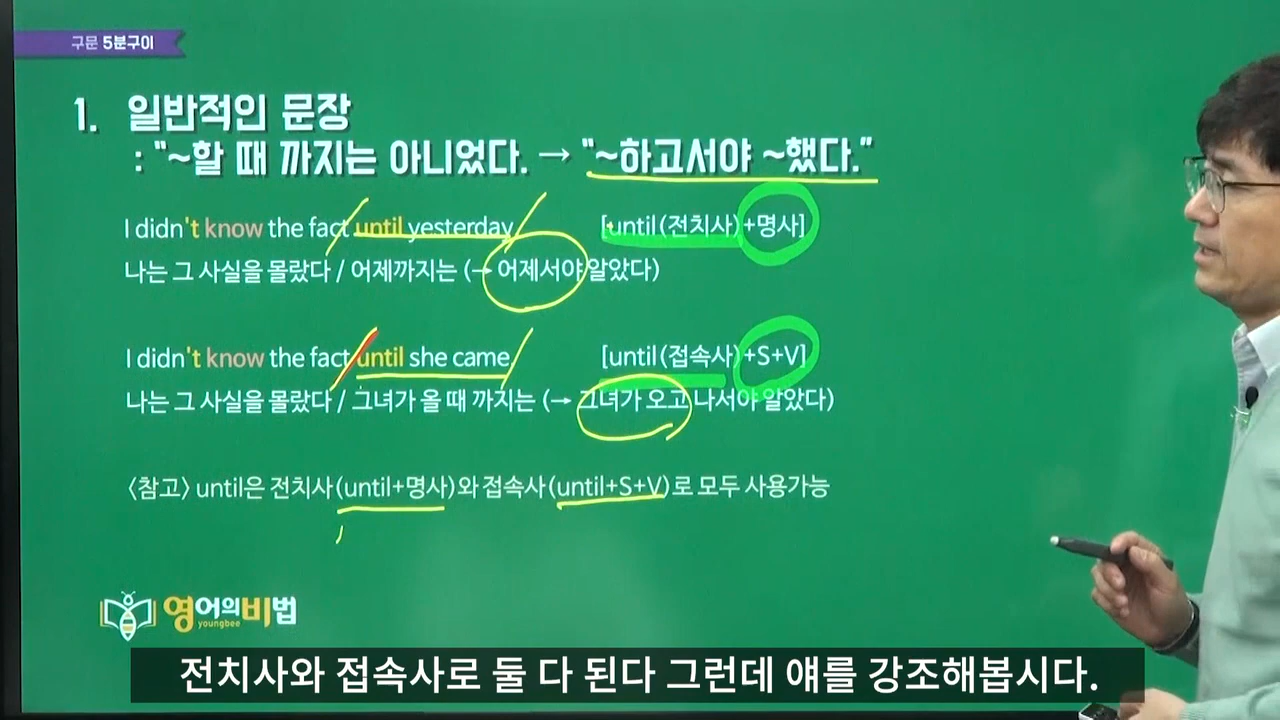 구문 5분구이
1. 일반적인 문장
: "~할 때 까지는 아니었다. → "~하고서야 ~했다."
I didn't know the fact until yesterday [until(전치사)+명사]
나는 그 사실을 몰랐다 / 어제까지는 (→ 어제서야 알았다)
I didn't know the fact until she came [until(접속사)+S+V]
나는 그 사실을 몰랐다 / 그녀가 올 때 까지는 (→ 그녀가 오고 나서야 알았다)
〈참고〉 until은 전치사(until+명사)와 접속사(until+S+V)로 모두 사용가능
영어의비법
youngbee
전치사와 접속사로 둘 다 된다 그런데 얘를 강조해봅시다.